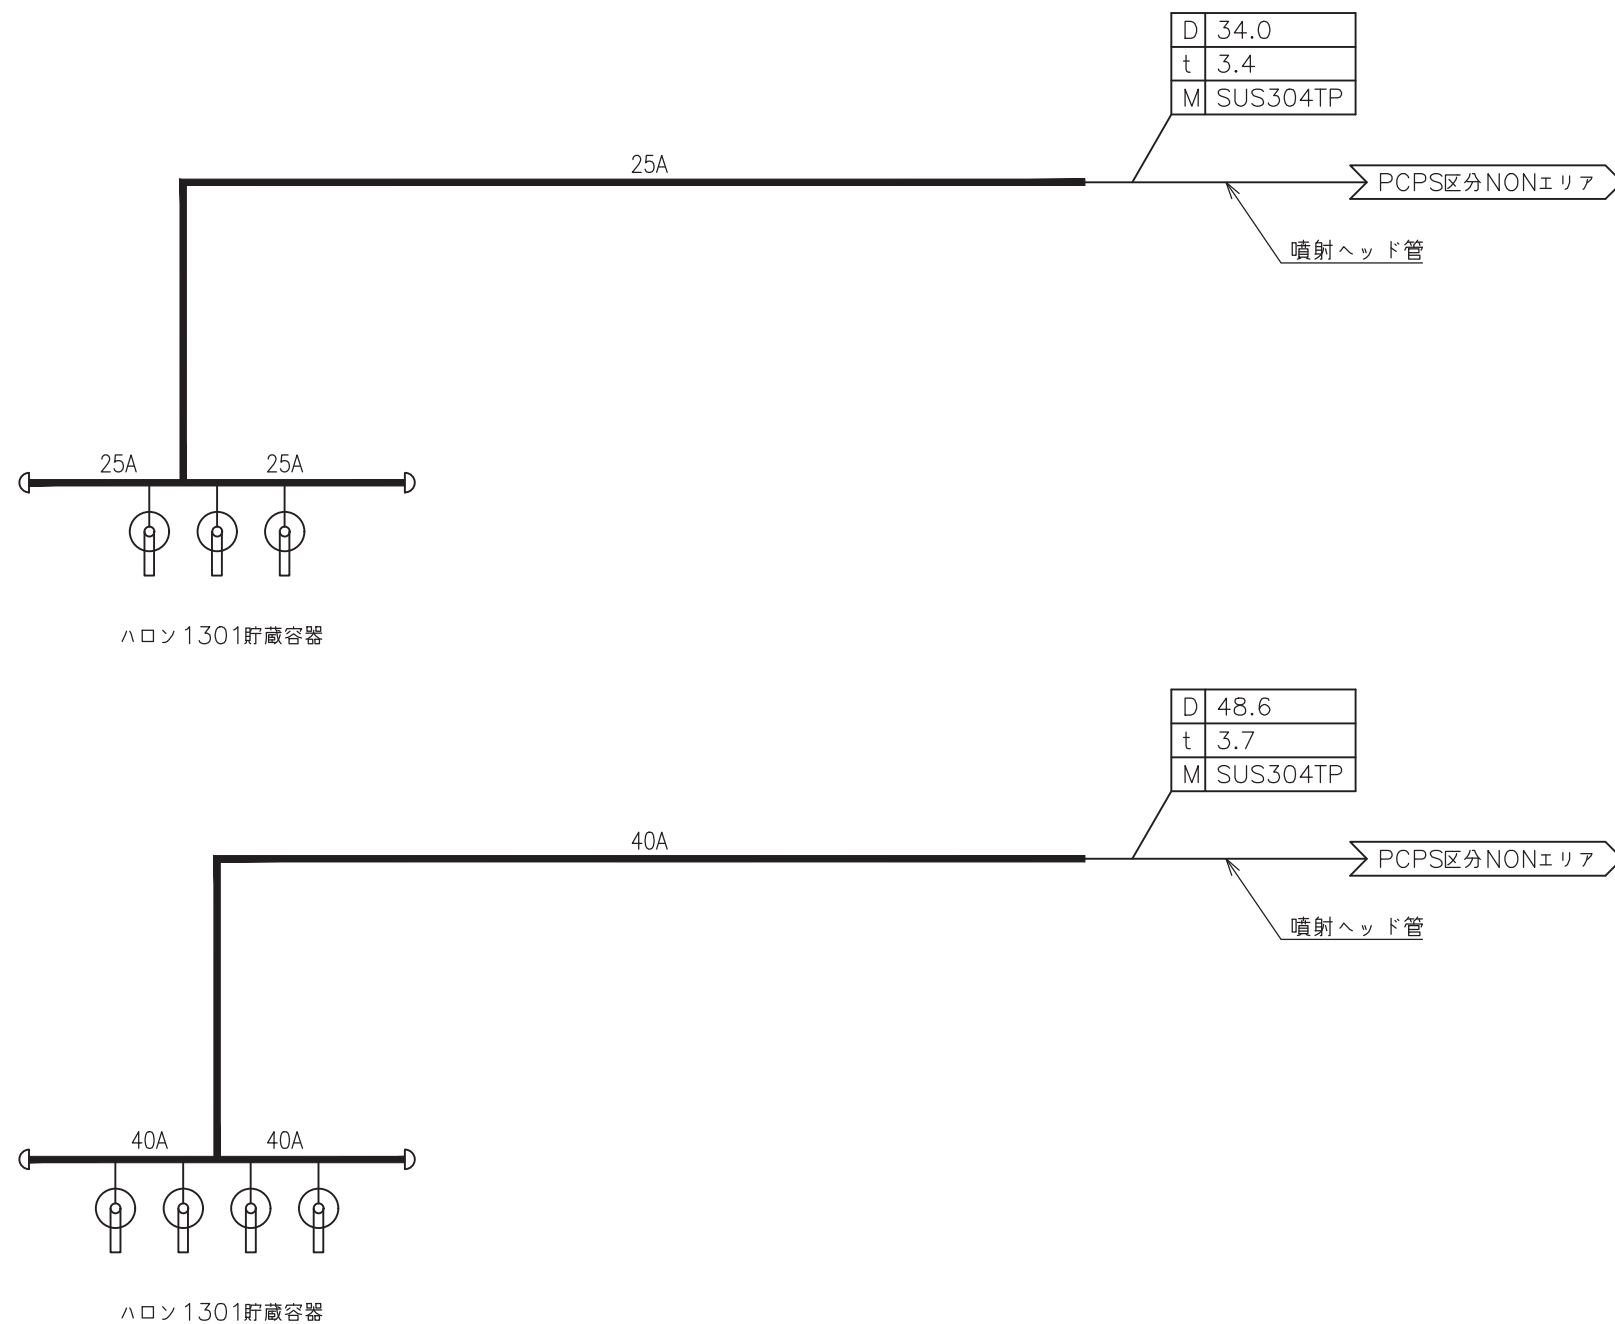 D 34.0
t 3.4
M SUS304TP
25A
PCPS区分NONエリア
噴射ヘッド管
25A 25A
ハロン1301貯蔵容器
D 48.6
t 3.7
M SUS304TP
40A
PCPS区分NONエリア
噴射ヘッド管
40A 40A
ハロン1301貯蔵容器